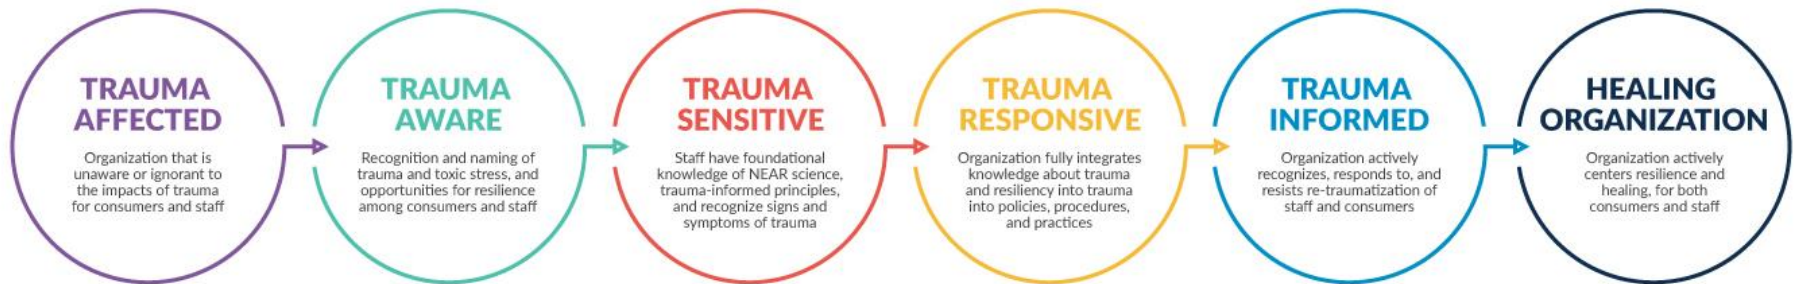 TRAUMA
AFFECTED
Organization that is
unaware or ignorant to
the impacts of trauma
for consumers and staff
TRAUMA
AWARE
Recognition and naming of
trauma and toxic stress, and
opportunities for resilience
among consumers and staff
TRAUMA
SENSITIVE
Staff have foundational
knowledge of NEAR science,
trauma-informed principles,
and recognize signs and
symptoms of trauma
TRAUMA
RESPONSIVE
Organization fully integrates
knowledge about trauma
and resiliency into trauma
into policies, procedures,
and practices
TRAUMA
INFORMED
Organization actively
recognizes, responds to, and
resists re-traumatization of
staff and consumers
HEALING
ORGANIZATION
Organization actively
centers resilience and
healing, for both
consumers and staff